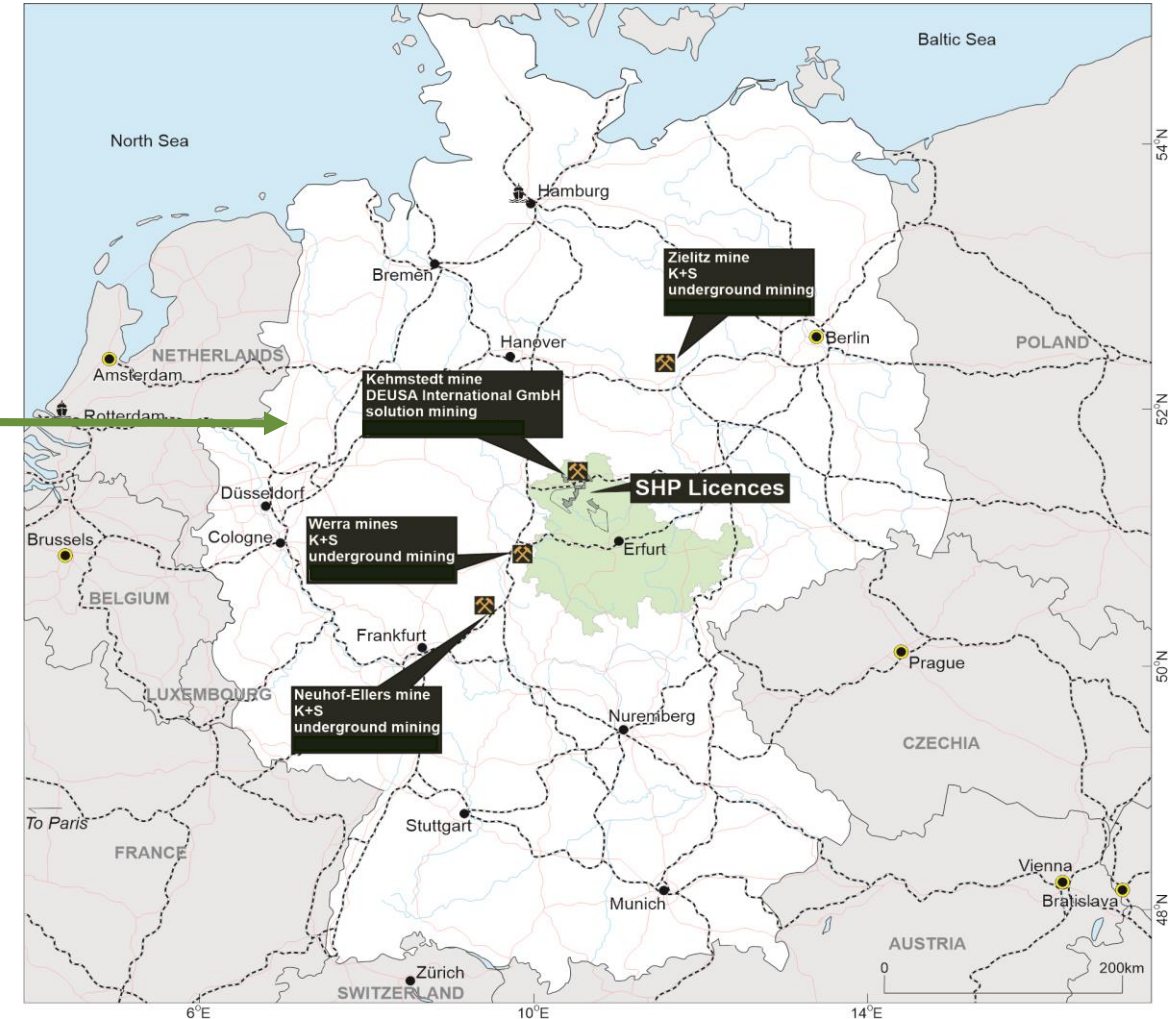 Baltic Sea
North Sea
54°N
Hamburg
Zielitz mine
K+S
underground mining
Bremen
Berlin
Hanover
POLAND
NETHERLANDS
Amsterdam
Kehmstedt mine
DEUSA International GmbH
solution mining
52°N
Rotterdam
SHP Licences
Düsseldorf
Werra mines
K+S
underground mining
Cologne
Brussels
Erfurt
BELGIUM
Frankfurt
Prague
50°N
LUXEMBOURG
Neuhof-Ellers mine
K+S
underground mining
Nuremberg
CZECHIA
To Paris
Stuttgart
FRANCE
Vienna
Munich
Bratislava
48°N
AUSTRIA
Zürich
SWITZERLAND
0
200km
6°E
10°E
14°E